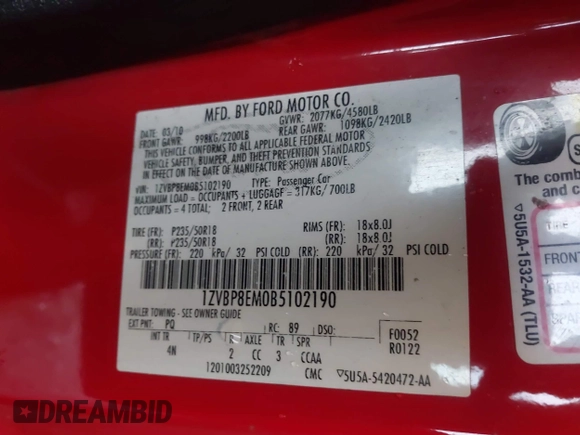 MFD. BY FORD MOTOR CO.
DATE: 05/10 GVWR: 2077KG/4580LB
FRONT GAWR: 998KG/2200LB REAR GAWR: 1098KG/2420LB
THIS VEHICLE CONFORMS TO ALL APPLICABLE FEDERAL MOTOR
VEHICLE SAFETY, BUMPER, AND THEFT PREVENTION STANDARDS
IN EFFECT ON THE DATE OF MANUFACTURE SHOWN ABOVE.
VIN: 1ZVBP8EM0B5102190 TYPE: Passenger Car
MAXIMUM LOAD = OCCUPANTS + LUGGAGE = 317KG/ 700LB
OCCUPANTS = 4 TOTAL: 2 FRONT, 2 REAR
TIRE (FR): P235/50R18 RIMS (FR): 18x8.0J
(RR): P235/50R18 (RR): 18x8.0J
PRESSURE (FR): 220 kPa/ 32 PSI COLD (RR): 220 kPa/ 32 PSI COLD
1ZVBP8EM0B5102190
TRAILER TOWING - SEE OWNER GUIDE
EXT PNT: PQ RC: 89 DSO: F0052
INT TR TP/PS R AXLE TR SPR R0122
4N 2 CC 3 CCAA
1201003252209 CMC ▽5U5A-5420472-AA
The comb
and c
TIRE
FRONT
REAR
SPA
▽5U5A-1532-AA (TLU)
DREAMBID